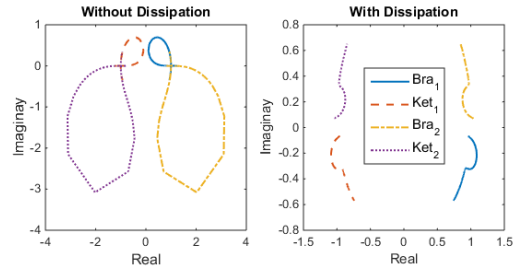 Without Dissipation
1
0
-1
-2
-3
-4
Imaginay
-4 -2 0 2 4
Real
With Dissipation
0.8
0.6
0.4
0.2
0
-0.2
-0.4
-0.6
-0.8
Imaginay
-1.5 -1 -0.5 0 0.5 1 1.5
Real
Bra₁
Ket₁
Bra₂
Ket₂